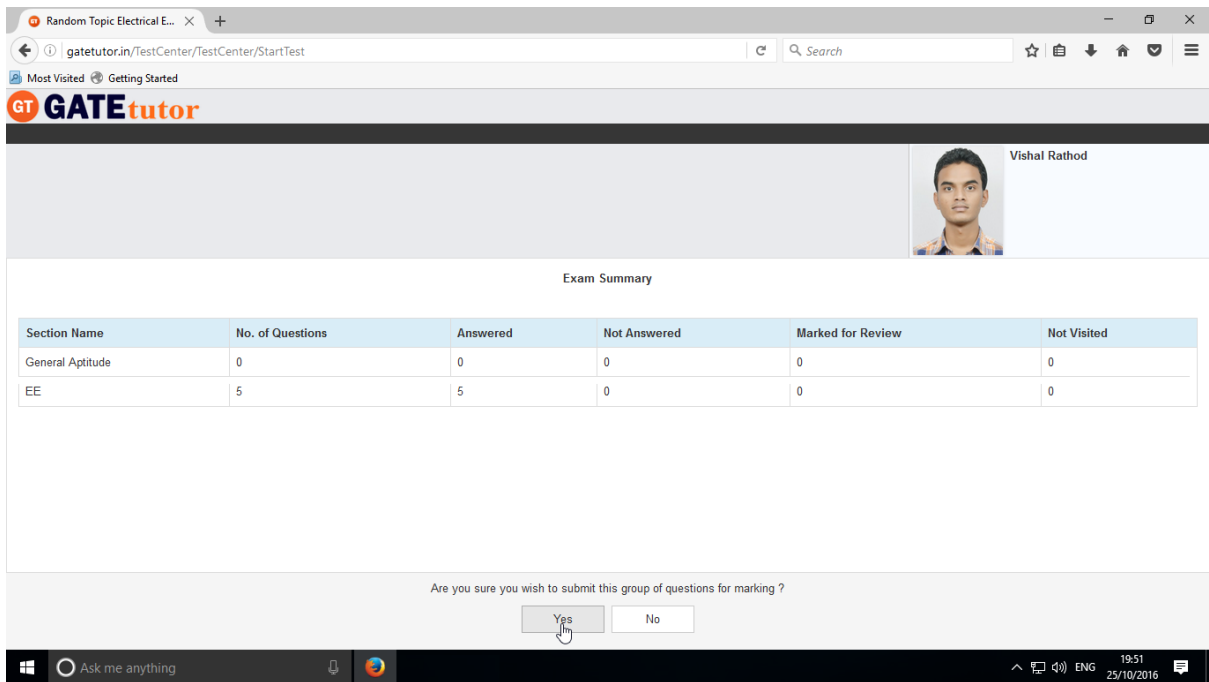 Random Topic Electrical E...
gatetutor.in/TestCenter/TestCenter/StartTest
Search
Most Visited Getting Started
GT GATEtutor
Vishal Rathod
Exam Summary
Section Name No. of Questions Answered Not Answered Marked for Review Not Visited
General Aptitude 0 0 0 0 0
EE 5 5 0 0 0
Are you sure you wish to submit this group of questions for marking ?
Yes No
Ask me anything ENG 19:51
25/10/2016